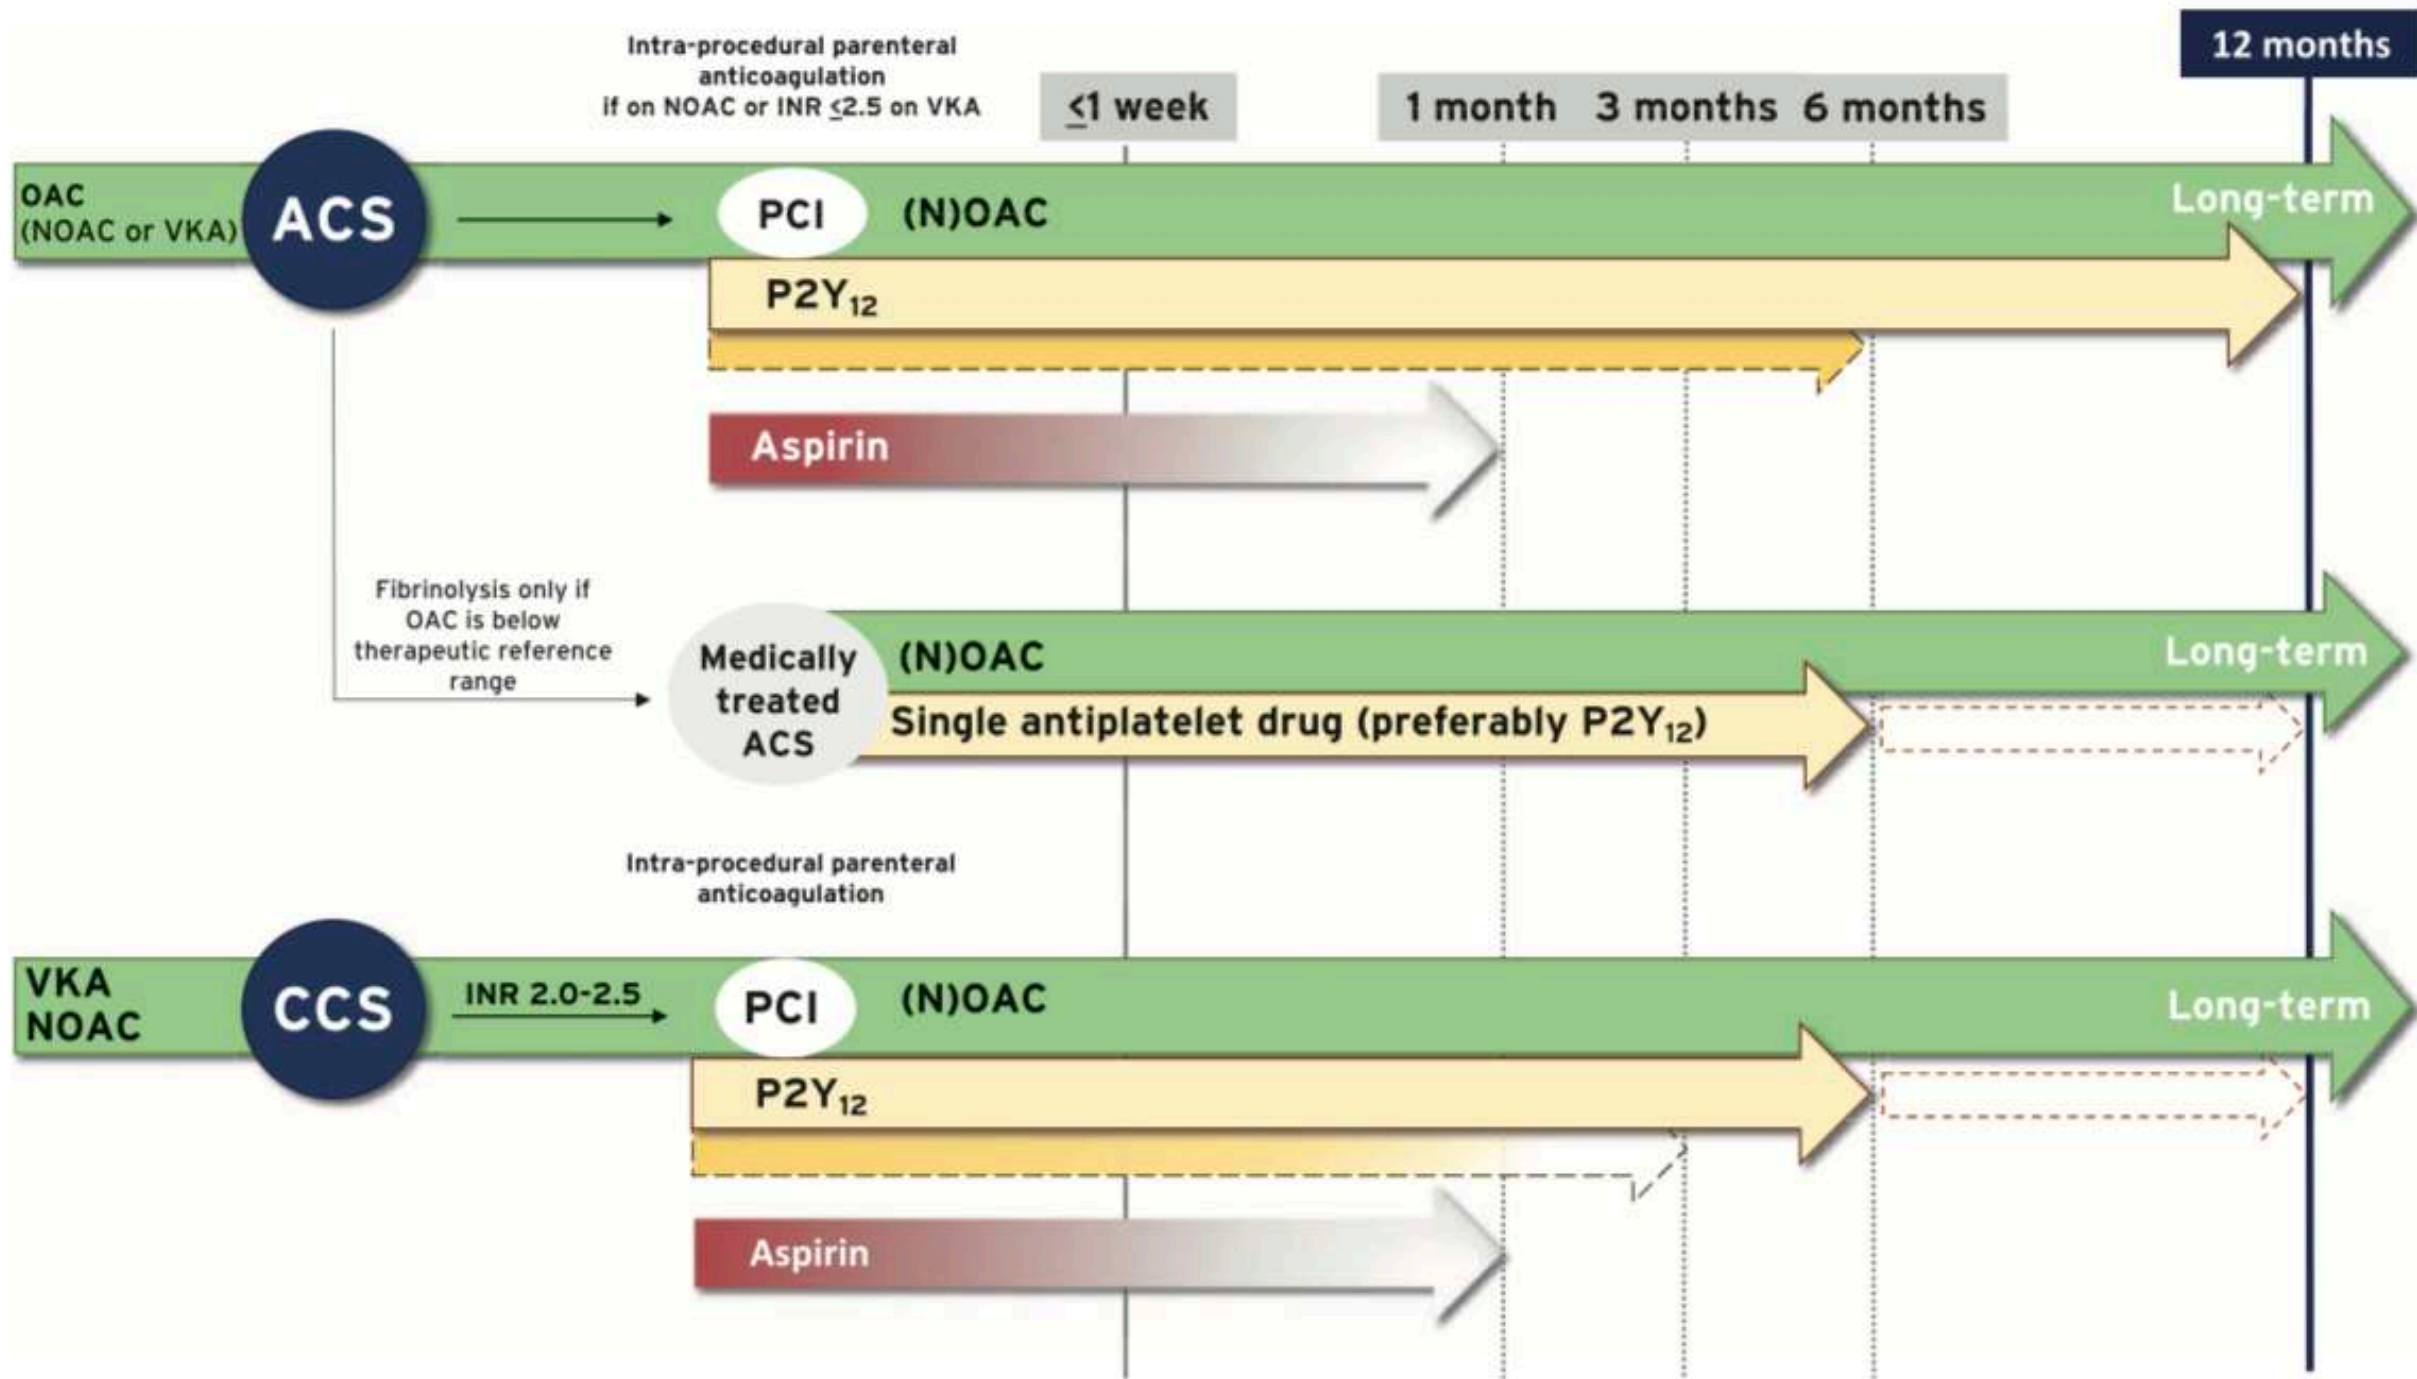 12 months
Intra-procedural parenteral
anticoagulation
if on NOAC or INR ≤2.5 on VKA
≤1 week
1 month
3 months
6 months
OAC
(NOAC or VKA)
ACS
PCI
(N)OAC
Long-term
P2Y₁₂
Aspirin
Fibrinolysis only if
OAC is below
therapeutic reference
range
Medically
treated
ACS
(N)OAC
Long-term
Single antiplatelet drug (preferably P2Y₁₂)
Intra-procedural parenteral
anticoagulation
VKA
NOAC
CCS
INR 2.0-2.5
PCI
(N)OAC
Long-term
P2Y₁₂
Aspirin